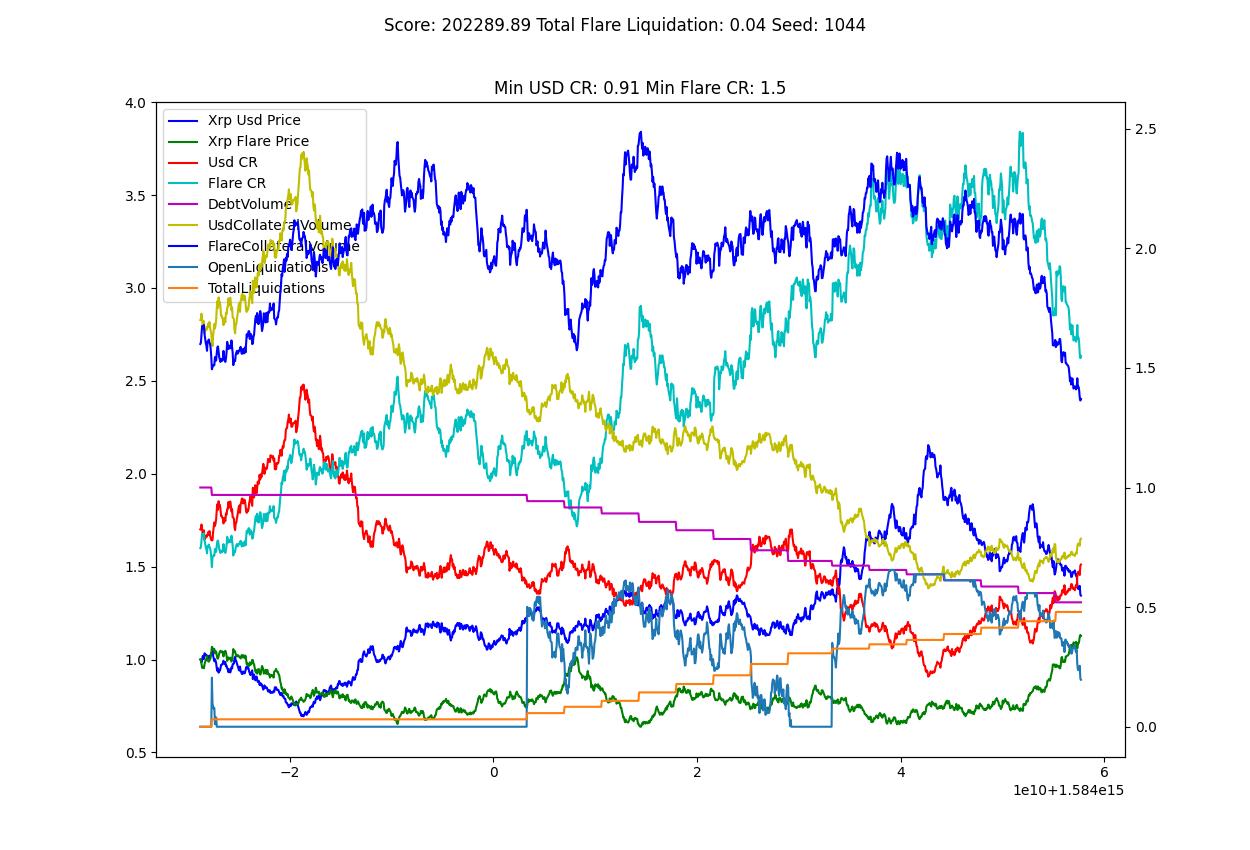 Score: 202289.89 Total Flare Liquidation: 0.04 Seed: 1044
Min USD CR: 0.91 Min Flare CR: 1.5
Xrp Usd Price
Xrp Flare Price
Usd CR
Flare CR
DebtVolume
UsdCollateralVolume
FlareCollateralVolume
OpenLiquidations
TotalLiquidations
4.0
3.5
3.0
2.5
2.0
1.5
1.0
0.5
2.5
2.0
1.5
1.0
0.5
0.0
−2 0 2 4 6
1e10+1.584e15